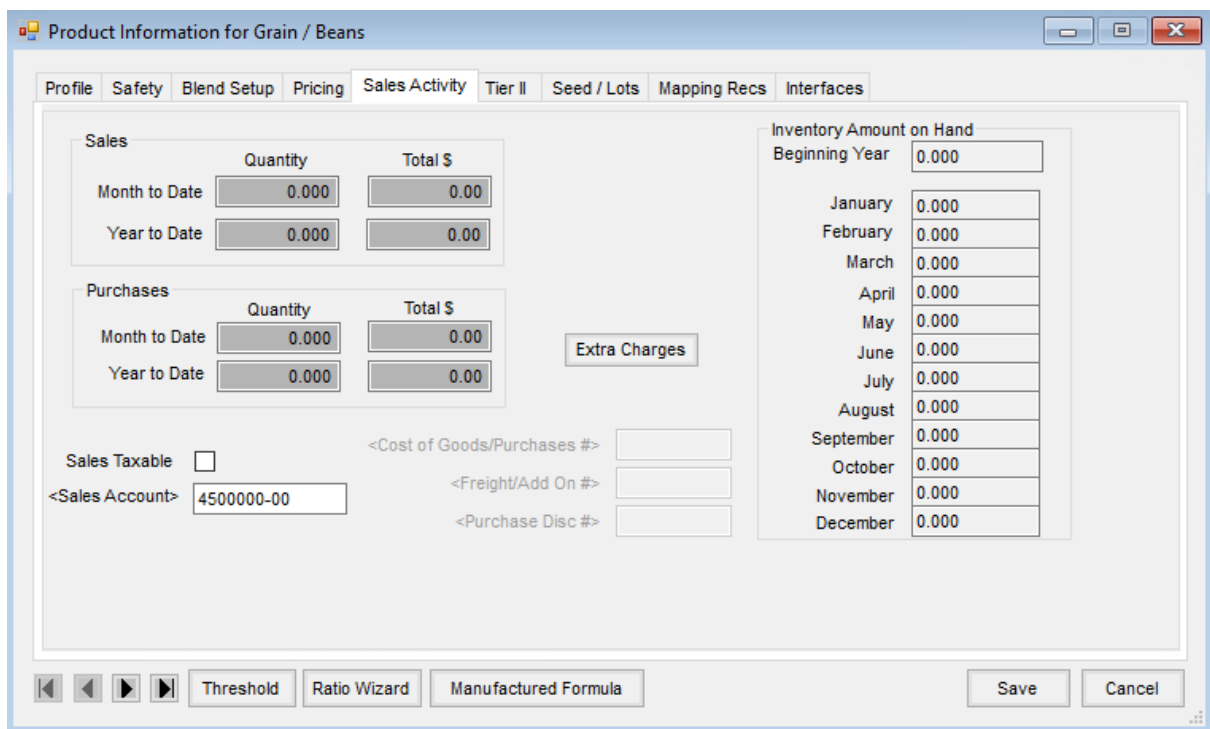 Product Information for Grain / Beans
Profile Safety Blend Setup Pricing Sales Activity Tier II Seed / Lots Mapping Recs Interfaces
Sales
Quantity Total $
Month to Date 0.000 0.00
Year to Date 0.000 0.00
Purchases
Quantity Total $
Month to Date 0.000 0.00
Year to Date 0.000 0.00
Extra Charges
Sales Taxable
<Sales Account> 4500000-00
<Cost of Goods/Purchases #>
<Freight/Add On #>
<Purchase Disc #>
Inventory Amount on Hand
Beginning Year 0.000
January 0.000
February 0.000
March 0.000
April 0.000
May 0.000
June 0.000
July 0.000
August 0.000
September 0.000
October 0.000
November 0.000
December 0.000
Threshold Ratio Wizard Manufactured Formula Save Cancel